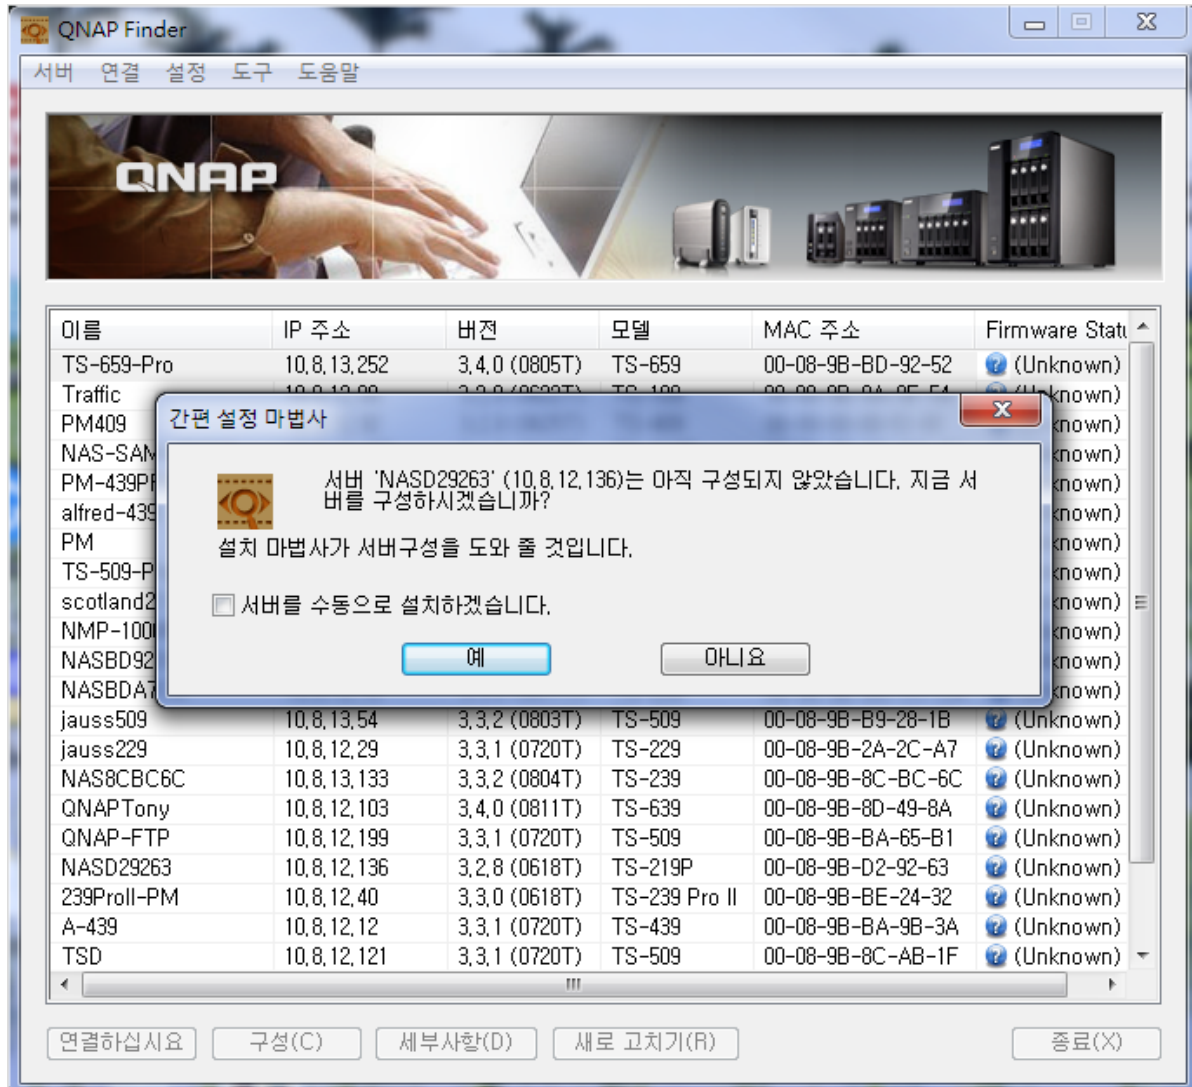 QNAP Finder
서버 연결 설정 도구 도움말
QNAP
이름 IP 주소 버전 모델 MAC 주소 Firmware Statu
TS-659-Pro 10,8,13,252 3,4,0 (0805T) TS-659 00-08-9B-BD-92-52 (Unknown)
Traffic
PM409
NAS-SAM
PM-439PR
alfred-439
PM
TS-509-P
scotland2
NMP-100
NASBD92
NASBDA7
간편 설정 마법사
서버 'NASD29263' (10,8,12,136)는 아직 구성되지 않았습니다. 지금 서
버를 구성하시겠습니까?
설치 마법사가 서버구성을 도와 줄 것입니다.
서버를 수동으로 설치하겠습니다.
예 아니요
jauss509 10,8,13,54 3,3,2 (0803T) TS-509 00-08-9B-B9-28-1B (Unknown)
jauss229 10,8,12,29 3,3,1 (0720T) TS-229 00-08-9B-2A-2C-A7 (Unknown)
NAS8CBC6C 10,8,13,133 3,3,2 (0804T) TS-239 00-08-9B-8C-BC-6C (Unknown)
QNAPTony 10,8,12,103 3,4,0 (0811T) TS-639 00-08-9B-8D-49-8A (Unknown)
QNAP-FTP 10,8,12,199 3,3,1 (0720T) TS-509 00-08-9B-BA-65-B1 (Unknown)
NASD29263 10,8,12,136 3,2,8 (0618T) TS-219P 00-08-9B-D2-92-63 (Unknown)
239ProII-PM 10,8,12,40 3,3,0 (0618T) TS-239 Pro II 00-08-9B-BE-24-32 (Unknown)
A-439 10,8,12,12 3,3,1 (0720T) TS-439 00-08-9B-BA-9B-3A (Unknown)
TSD 10,8,12,121 3,3,1 (0720T) TS-509 00-08-9B-8C-AB-1F (Unknown)
연결하십시요 구성(C) 세부사항(D) 새로 고치기(R) 종료(X)